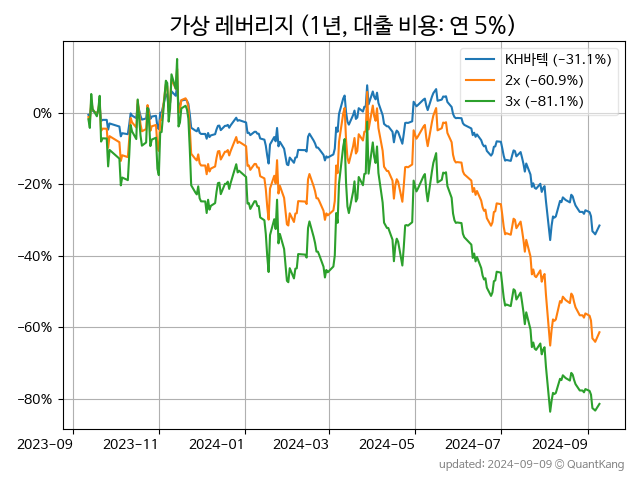 가상 레버리지 (1년, 대출 비용: 연 5%)
KH바텍 (−31.1%)
2x (−60.9%)
3x (−81.1%)
0%
−20%
−40%
−60%
−80%
2023-09 2023-11 2024-01 2024-03 2024-05 2024-07 2024-09
updated: 2024-09-09 © QuantKang